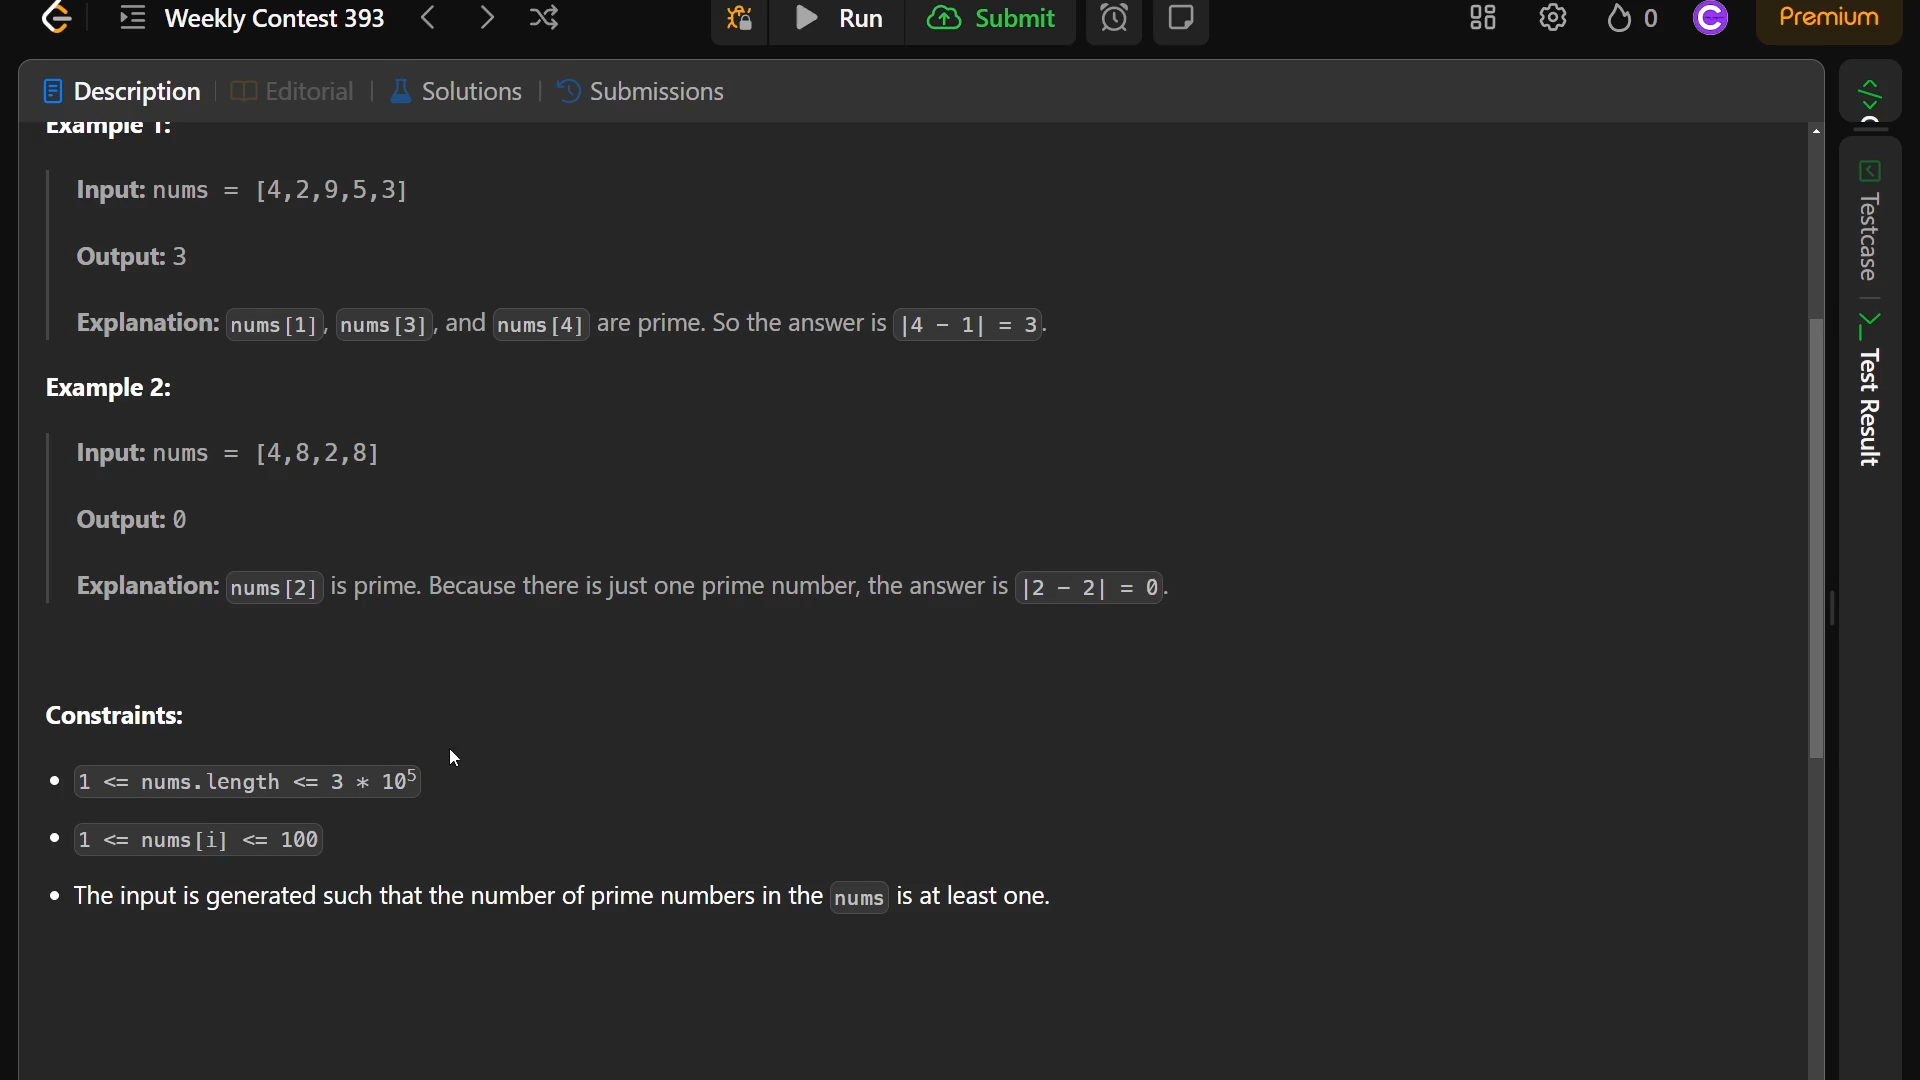 Weekly Contest 393
Run
Submit
0
Premium
Description
Editorial
Solutions
Submissions
Example 1:
Input: nums = [4,2,9,5,3]
Output: 3
Explanation: nums[1], nums[3], and nums[4] are prime. So the answer is |4 - 1| = 3.
Example 2:
Input: nums = [4,8,2,8]
Output: 0
Explanation: nums[2] is prime. Because there is just one prime number, the answer is |2 - 2| = 0.
Constraints:
1 <= nums.length <= 3 * 10⁵
1 <= nums[i] <= 100
The input is generated such that the number of prime numbers in the nums is at least one.
Testcase
Test Result